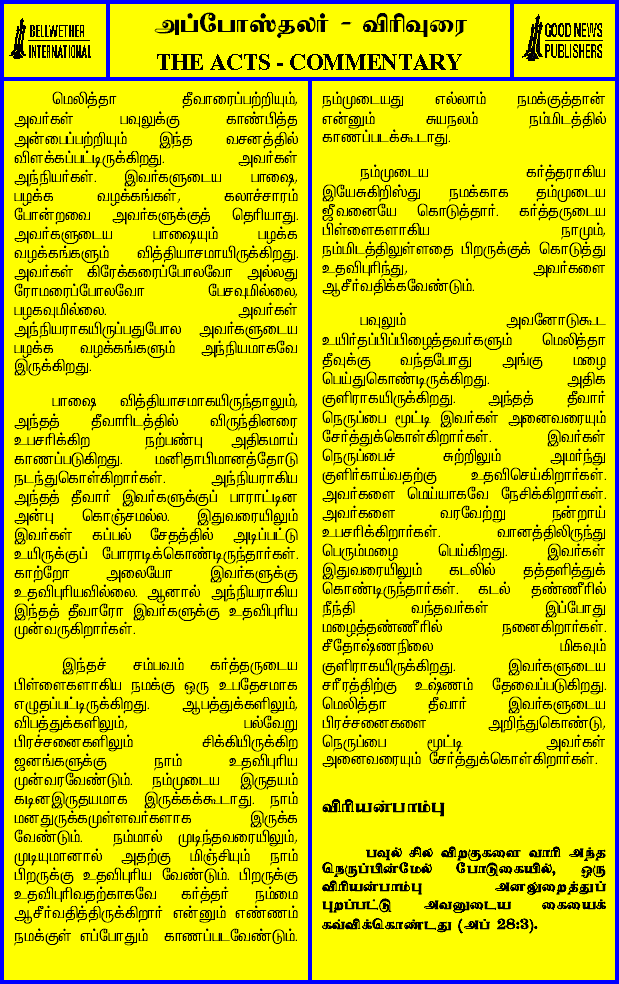 BELLWETHER
INTERNATIONAL
அப்போஸ்தலர் - விரிவுரை
THE ACTS - COMMENTARY
GOOD NEWS
PUBLISHERS
மெலித்தா தீவாரைப்பற்றியும்,
அவர்கள் பவுலுக்கு காண்பித்த
அன்பைப்பற்றியும் இந்த வசனத்தில்
விளக்கப்பட்டிருக்கிறது. அவர்கள்
அந்நியர்கள். இவர்களுடைய பாஷை,
பழக்க வழக்கங்கள், கலாச்சாரம்
போன்றவை அவர்களுக்குத் தெரியாது.
அவர்களுடைய பாஷையும் பழக்க
வழக்கங்களும் வித்தியாசமாயிருக்கிறது.
அவர்கள் கிரேக்கரைப்போலவோ அல்லது
ரோமரைப்போலவோ பேசவுமில்லை,
பழகவுமில்லை. அவர்கள்
அந்நியராகயிருப்பதுபோல அவர்களுடைய
பழக்க வழக்கங்களும் அந்நியமாகவே
இருக்கிறது.
பாஷை வித்தியாசமாகயிருந்தாலும்,
அந்தத் தீவாரிடத்தில் விருந்தினரை
உபசரிக்கிற நற்பண்பு அதிகமாய்
காணப்படுகிறது. மனிதாபிமானத்தோடு
நடந்துகொள்கிறார்கள். அந்நியராகிய
அந்தத் தீவார் இவர்களுக்குப் பாராட்டின
அன்பு கொஞ்சமல்ல. இதுவரையிலும்
இவர்கள் கப்பல் சேதத்தில் அடிப்பட்டு
உயிருக்குப் போராடிக்கொண்டிருந்தார்கள்.
காற்றோ அலையோ இவர்களுக்கு
உதவிபுரியவில்லை. ஆனால் அந்நியராகிய
இந்தத் தீவாரோ இவர்களுக்கு உதவிபுரிய
முன்வருகிறார்கள்.
இந்தச் சம்பவம் கர்த்தருடைய
பிள்ளைகளாகிய நமக்கு ஒரு உபதேசமாக
எழுதப்பட்டிருக்கிறது. ஆபத்துக்களிலும்,
விபத்துக்களிலும், பல்வேறு
பிரச்சனைகளிலும் சிக்கியிருக்கிற
ஜனங்களுக்கு நாம் உதவிபுரிய
முன்வரவேண்டும். நம்முடைய இருதயம்
கடினஇருதயமாக இருக்கக்கூடாது. நாம்
மனதுருக்கமுள்ளவர்களாக இருக்க
வேண்டும். நம்மால் முடிந்தவரையிலும்,
முடியுமானால் அதற்கு மிஞ்சியும் நாம்
பிறருக்கு உதவிபுரிய வேண்டும். பிறருக்கு
உதவிபுரிவதற்காகவே கர்த்தர் நம்மை
ஆசீர்வதித்திருக்கிறார் என்னும் எண்ணம்
நமக்குள் எப்போதும் காணப்படவேண்டும்.
நம்முடையது எல்லாம் நமக்குத்தான்
என்னும் சுயநலம் நம்மிடத்தில்
காணப்படக்கூடாது.
நம்முடைய கர்த்தராகிய
இயேசுகிறிஸ்து நமக்காக தம்முடைய
ஜீவனையே கொடுத்தார். கர்த்தருடைய
பிள்ளைகளாகிய நாமும்,
நம்மிடத்திலுள்ளதை பிறருக்குக் கொடுத்து
உதவிபுரிந்து, அவர்களை
ஆசீர்வதிக்கவேண்டும்.
பவுலும் அவனோடுகூட
உயிர்தப்பிப்பிழைத்தவர்களும் மெலித்தா
தீவுக்கு வந்தபோது அங்கு மழை
பெய்துகொண்டிருக்கிறது. அதிக
குளிராகயிருக்கிறது. அந்தத் தீவார்
நெருப்பை மூட்டி இவர்கள் அனைவரையும்
சேர்த்துக்கொள்கிறார்கள். இவர்கள்
நெருப்பைச் சுற்றிலும் அமர்ந்து
குளிர்காய்வதற்கு உதவிசெய்கிறார்கள்.
அவர்களை மெய்யாகவே நேசிக்கிறார்கள்.
அவர்களை வரவேற்று நன்றாய்
உபசரிக்கிறார்கள். வானத்திலிருந்து
பெரும்மழை பெய்கிறது. இவர்கள்
இதுவரையிலும் கடலில் தத்தளித்துக்
கொண்டிருந்தார்கள். கடல் தண்ணீரில்
நீந்தி வந்தவர்கள் இப்போது
மழைத்தண்ணீரில் நனைகிறார்கள்.
சீதோஷ்ணநிலை மிகவும்
குளிராகயிருக்கிறது. இவர்களுடைய
சரீரத்திற்கு உஷ்ணம் தேவைப்படுகிறது.
மெலித்தா தீவார் இவர்களுடைய
பிரச்சனைகளை அறிந்துகொண்டு,
நெருப்பை மூட்டி அவர்கள்
அனைவரையும் சேர்த்துக்கொள்கிறார்கள்.
விரியன்பாம்பு
பவுல் சில விறகுகளை வாரி அந்த
நெருப்பின்மேல் போடுகையில், ஒரு
விரியன்பாம்பு அனலுறைத்துப்
புறப்பட்டு அவனுடைய கையைக்
கவ்விக்கொண்டது (அப் 28:3).